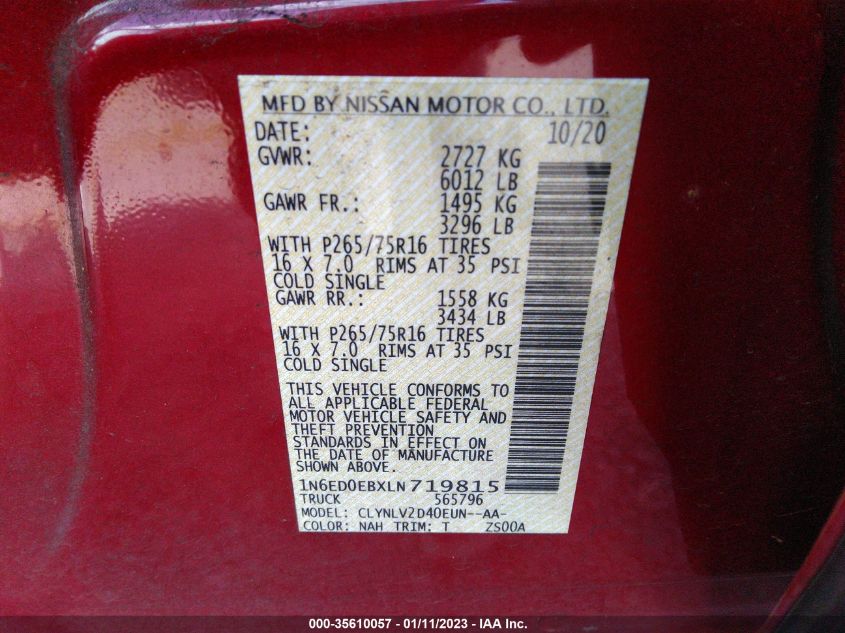 MFD BY NISSAN MOTOR CO., LTD.
DATE: 10/20
GVWR: 2727 KG
6012 LB
GAWR FR.: 1495 KG
3296 LB
WITH P265/75R16 TIRES
16 X 7.0 RIMS AT 35 PSI
COLD SINGLE
GAWR RR.: 1558 KG
3434 LB
WITH P265/75R16 TIRES
16 X 7.0 RIMS AT 35 PSI
COLD SINGLE
THIS VEHICLE CONFORMS TO
ALL APPLICABLE FEDERAL
MOTOR VEHICLE SAFETY AND
THEFT PREVENTION
STANDARDS IN EFFECT ON
THE DATE OF MANUFACTURE
SHOWN ABOVE.
1N6ED0EBXLN719815
TRUCK 565796
MODEL: CLYNLV2D40EUN--AA-
COLOR: NAH TRIM: T ZS00A
000-35610057 - 01/11/2023 - IAA Inc.